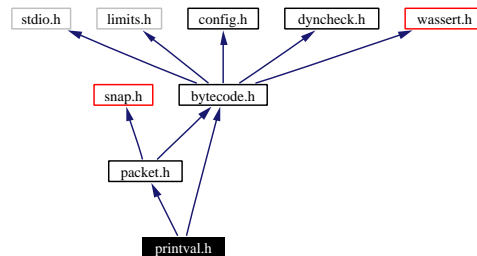 stdio.h limits.h config.h dyncheck.h wassert.h
snap.h bytecode.h
packet.h
printval.h